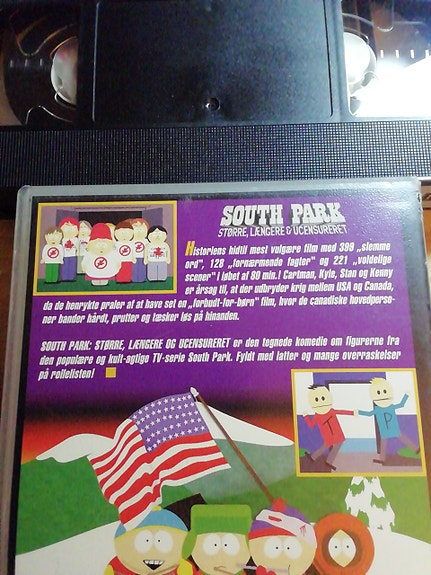 SOUTH PARK
STØRRE, LÆNGERE & UCENSURERET
Historiens hidtil mest vulgære film med 399 „slemme
ord", 128 „fornærmende fagter" og 221 „voldelige
scener" i løbet af 80 min.! Cartman, Kyle, Stan og Kenny
er årsag til, at der udbryder krig mellem USA og Canada,
da de henrykte praler af at have set en „forbudt-for-børn" film, hvor de canadiske hovedperso-
ner bander hårdt, prutter og tæsker løs på hinanden.
SOUTH PARK: STØRRE, LÆNGERE OG UCENSURERET er den tegnede komedie om figurerne fra
den populære og kult-agtige TV-serie South Park. Fyldt med latter og mange overraskelser
på rollelisten!
T P